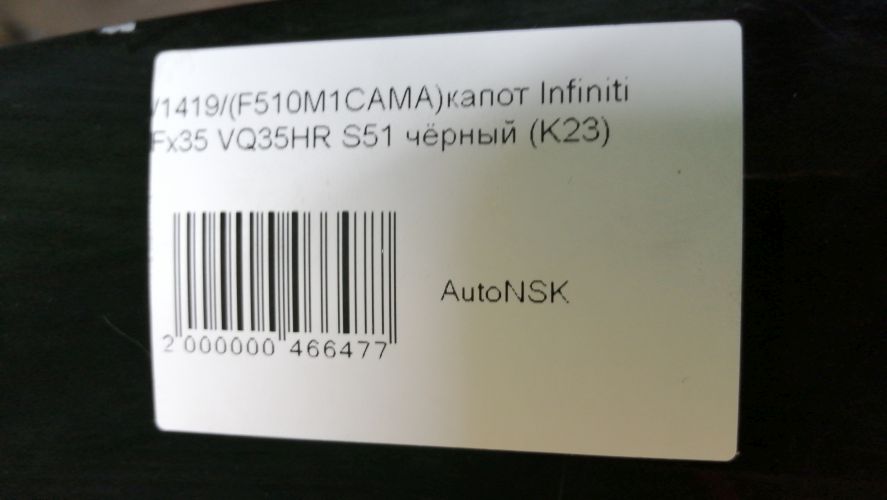 /1419/(F510M1CAMA)капот Infiniti
Fx35 VQ35HR S51 чёрный (K23)
AutoNSK
2 000000 466477